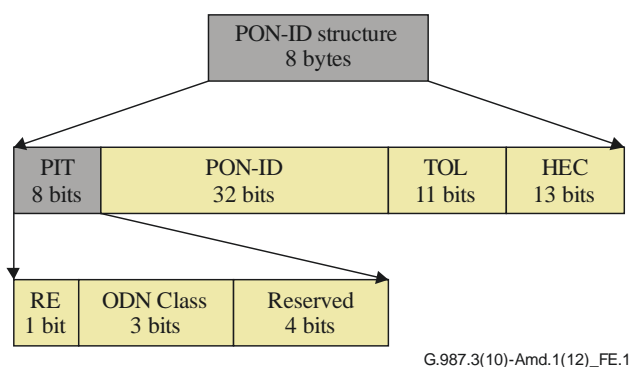 PON-ID structure
8 bytes
PIT
8 bits
PON-ID
32 bits
TOL
11 bits
HEC
13 bits
RE
1 bit
ODN Class
3 bits
Reserved
4 bits
G.987.3(10)-Amd.1(12)_FE.1